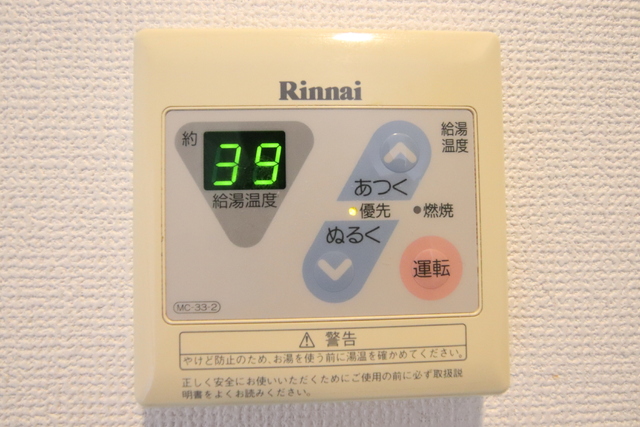 Rinnai
約
39
給湯温度
給湯
温度
あつく
優先
燃焼
ぬるく
運転
MC-33-2
⚠ 警告
やけど防止のため、お湯を使う前に湯温を確かめてください。
正しく安全にお使いいただくためにご使用の前に必ず取扱説
明書をよくお読みください。